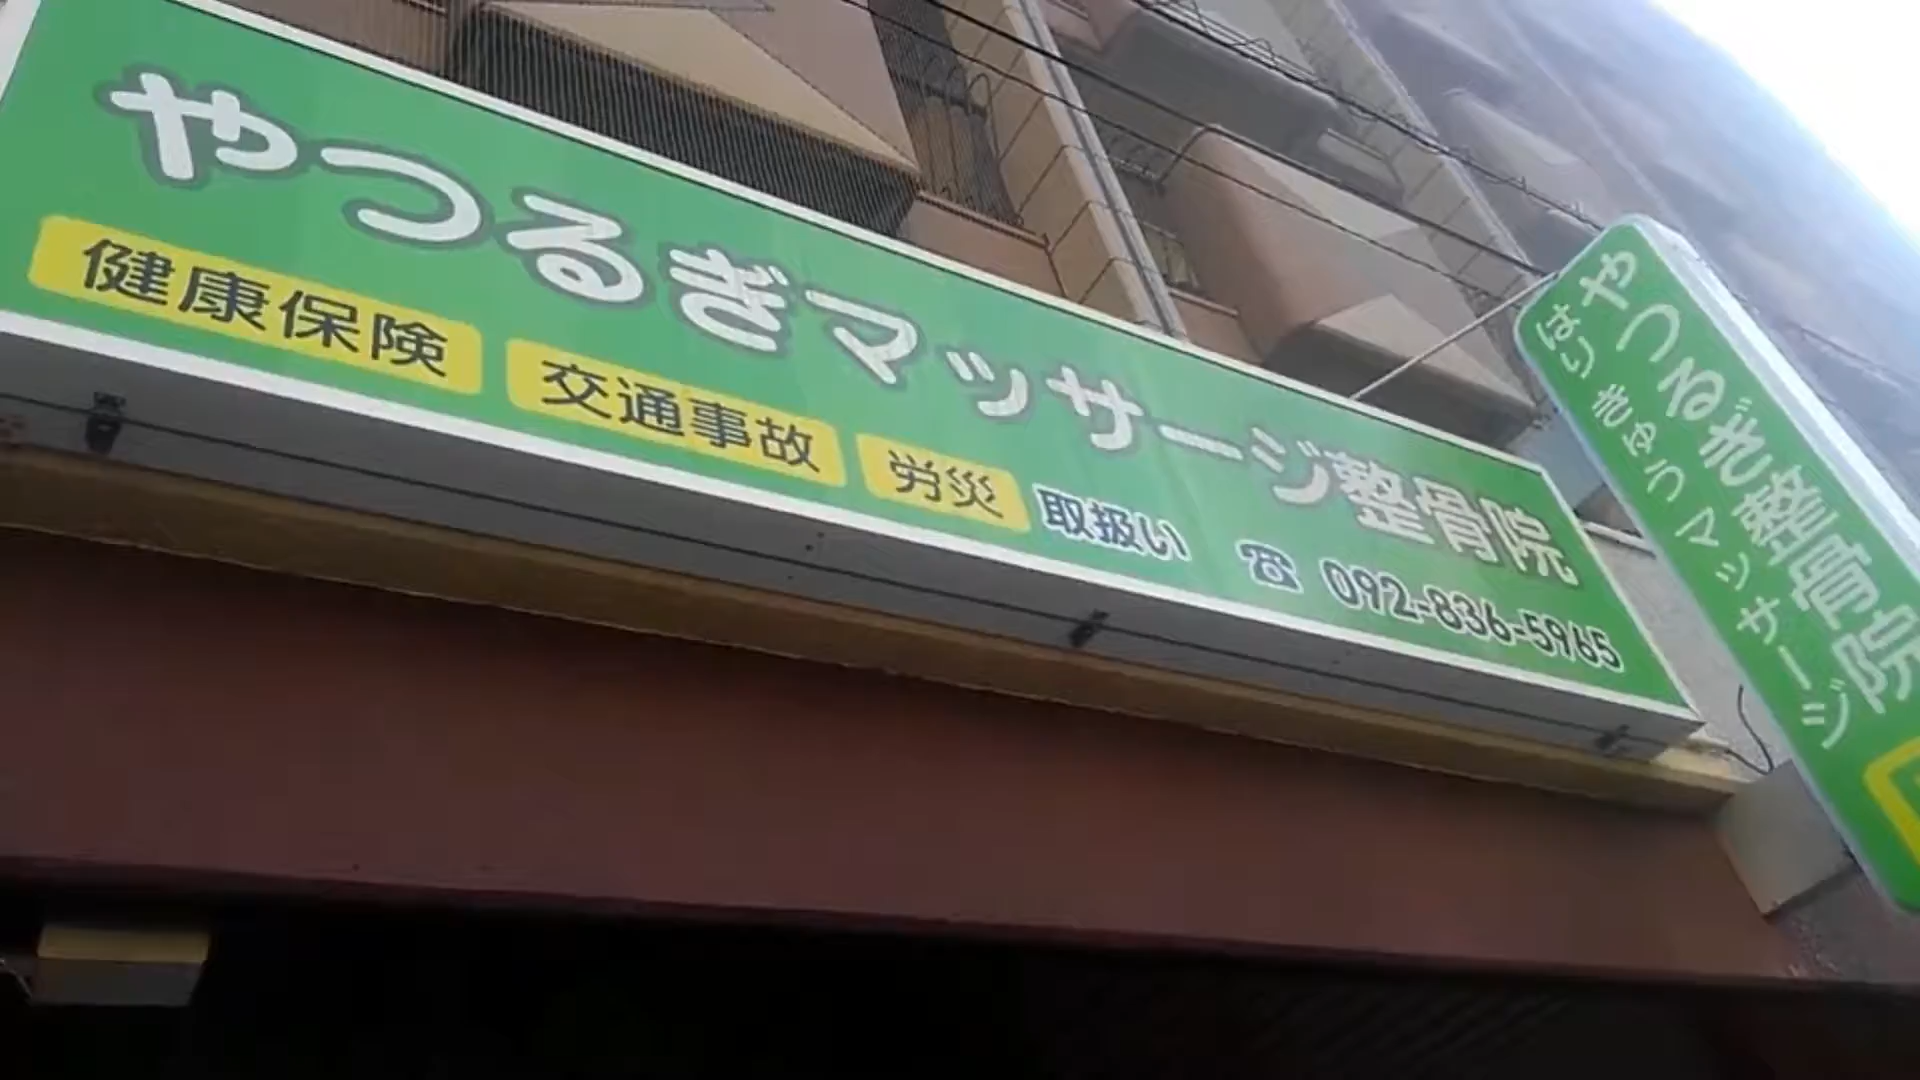 やつるぎマッサージ整骨院
健康保険 交通事故 労災 取扱い ☎ 092-836-5965
やつるぎ整骨院
はり きゅう マッサージ